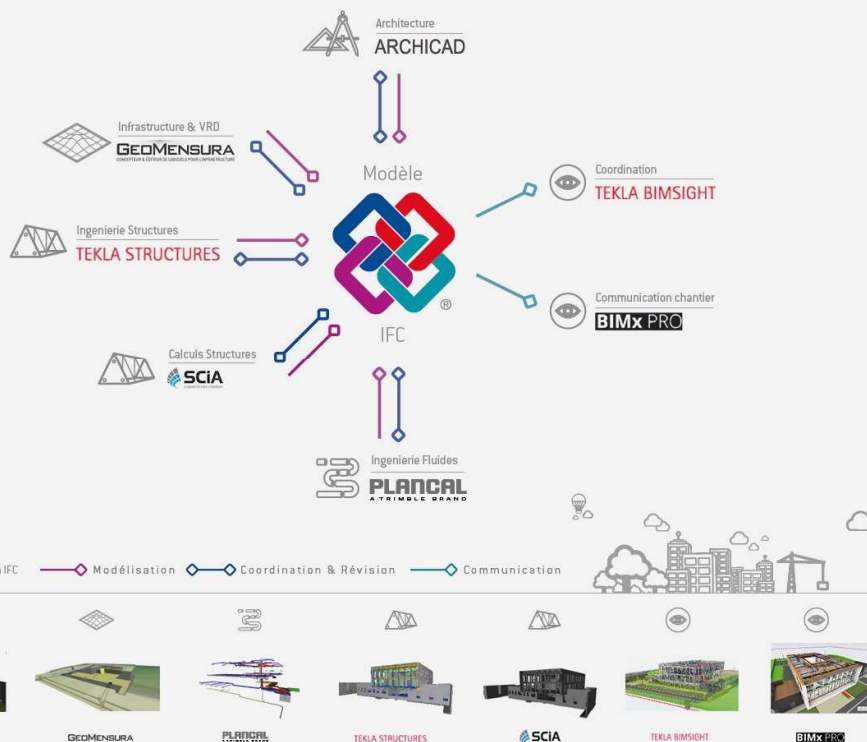 Architecture
ARCHICAD
Infrastructure & VRD
GEOMENSURA
CONCEPTEUR & ÉDITEUR DE LOGICIELS POUR L'INFRASTRUCTURE
Modèle
Coordination
TEKLA BIMSIGHT
Ingenierie Structures
TEKLA STRUCTURES
®
Communication chantier
BIMx PRO
IFC
Calculs Structures
SCiA
Ingenierie Fluides
PLANCAL
A TRIMBLE BRAND
IFC
Modélisation
Coordination & Révision
Communication
GEOMENSURA
PLANCAL
A TRIMBLE BRAND
TEKLA STRUCTURES
SCiA
TEKLA BIMSIGHT
BIMx PRO